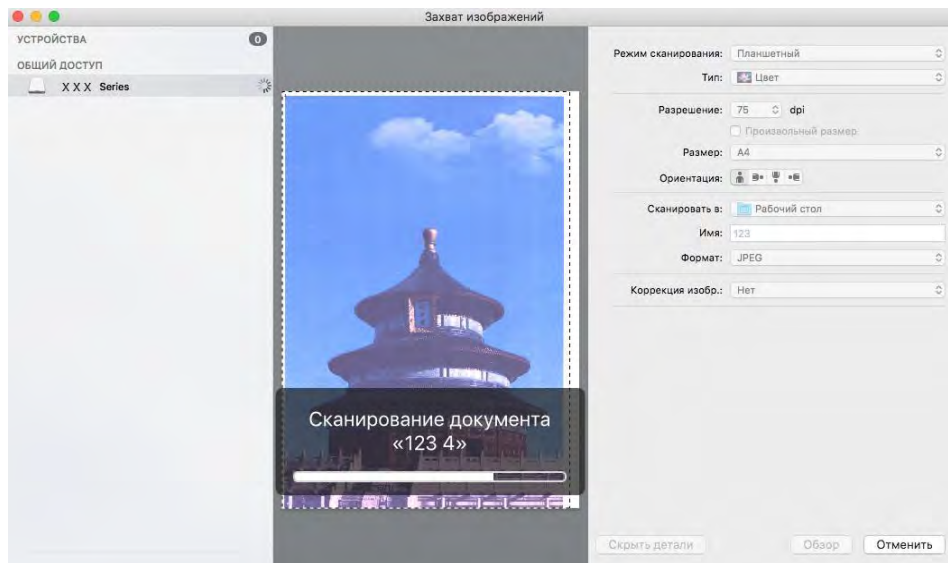 Захват изображений
УСТРОЙСТВА 0
ОБЩИЙ ДОСТУП
X X X Series
Сканирование документа
«123 4»
Режим сканирования: Планшетный
Тип: Цвет
Разрешение: 75 dpi
Произвольный размер
Размер: A4
Ориентация:
Сканировать в: Рабочий стол
Имя: 123
Формат: JPEG
Коррекция изобр.: Нет
Скрыть детали Обзор Отменить